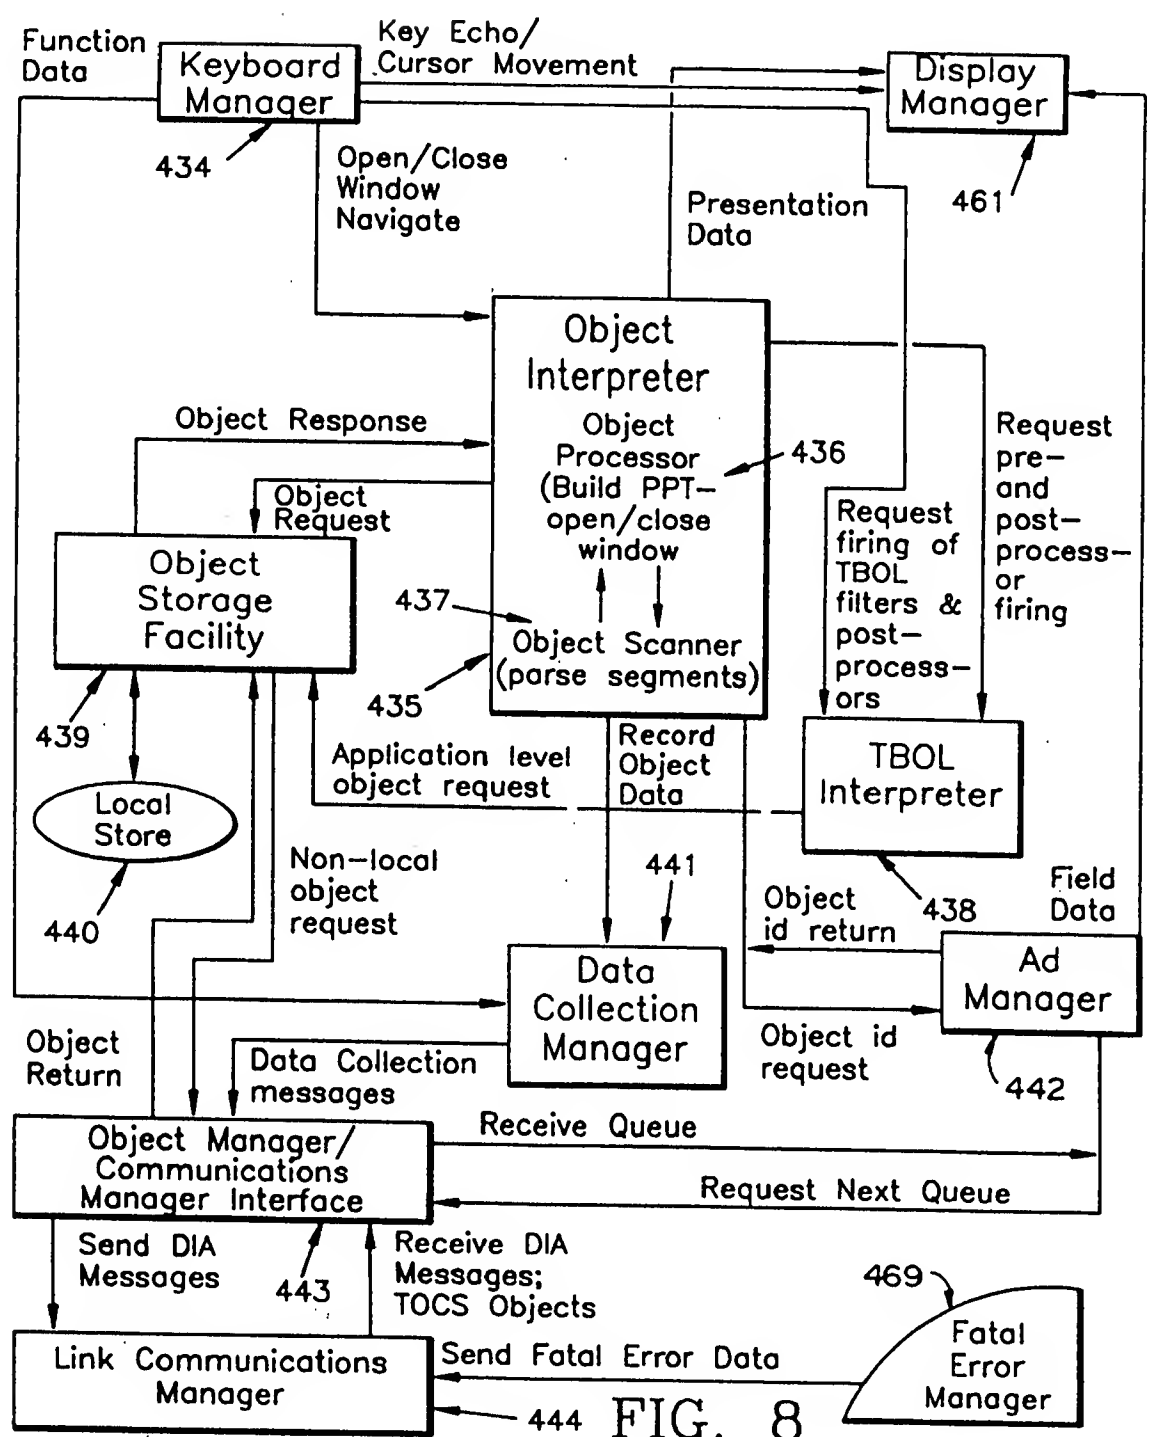 Function
Data
Keyboard
Manager
434
Key Echo/
Cursor Movement
Display
Manager
461
Open/Close
Window
Navigate
Presentation
Data
Object
Interpreter
Object
Processor
(Build PPT-
open/close
window
436
437
Object Scanner
(parse segments)
435
Object Response
Object
Request
Object
Storage
Facility
439
Local
Store
440
Request
firing of
TBOL
filters &
post-
process-
ors
Request
pre-
and
post-
process-
or
firing
Application level
object request
Record
Object
Data
TBOL
Interpreter
438
Non-local
object
request
441
Data
Collection
Manager
Object
id return
Field
Data
Ad
Manager
442
Object id
request
Object
Return
Data Collection
messages
Object Manager/
Communications
Manager Interface
443
Receive Queue
Request Next Queue
Send DIA
Messages
Receive DIA
Messages;
TOCS Objects
469
Fatal
Error
Manager
Link Communications
Manager
Send Fatal Error Data
444
FIG. 8